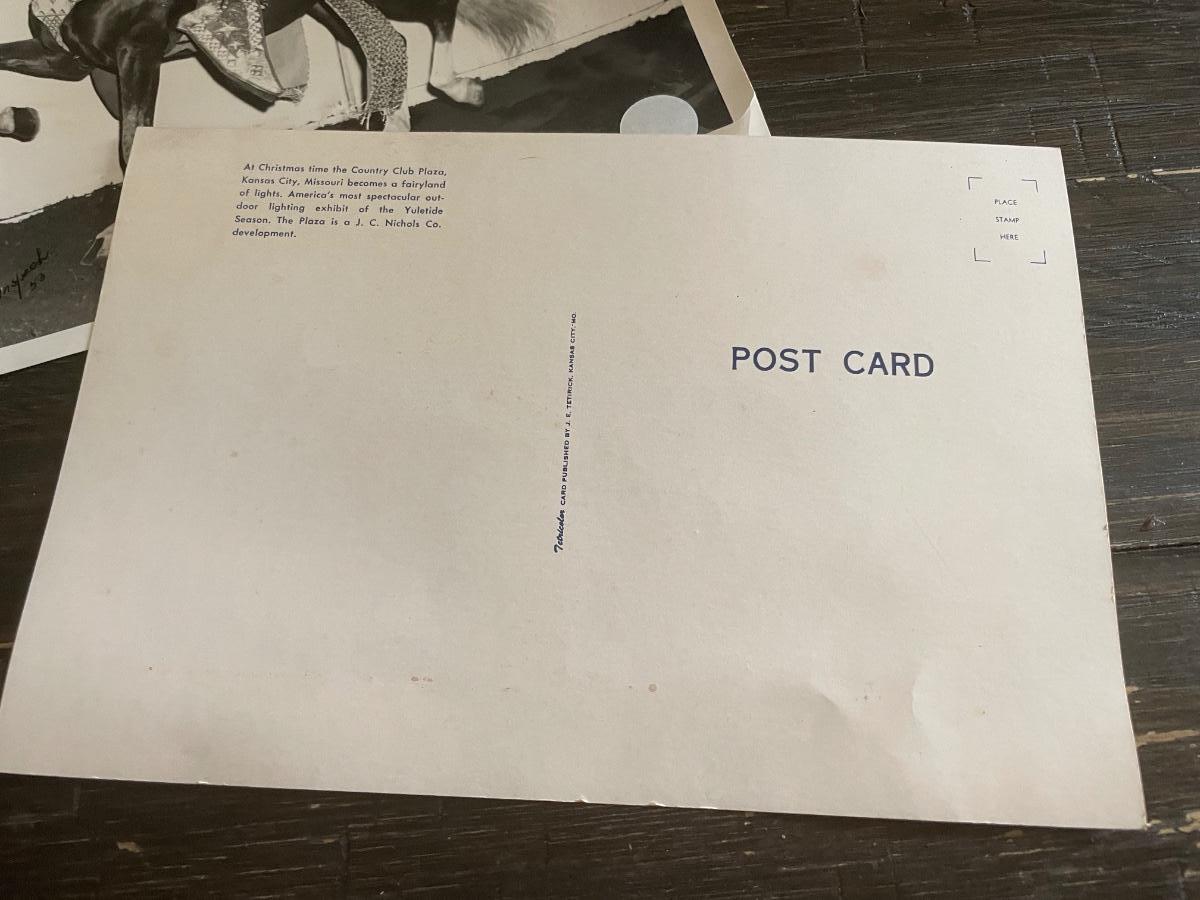 At Christmas time the Country Club Plaza,
Kansas City, Missouri becomes a fairyland
of lights. America's most spectacular out-
door lighting exhibit of the Yuletide
Season. The Plaza is a J. C. Nichols Co.
development.
PLACE
STAMP
HERE
POST CARD
Tetricolor CARD PUBLISHED BY J. E. TETIRICK, KANSAS CITY, MO.